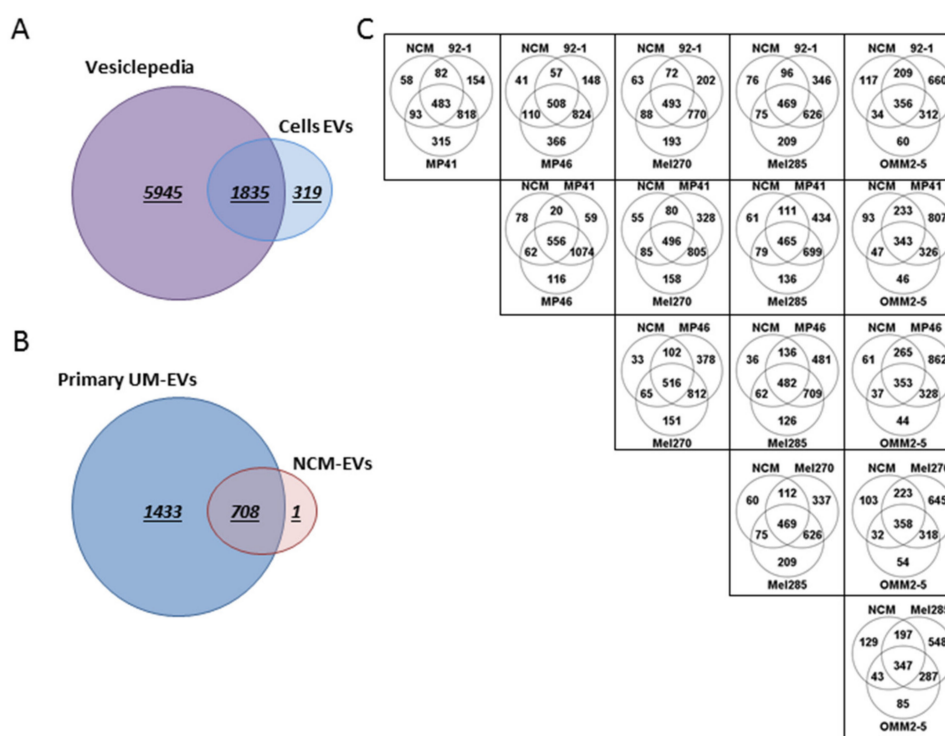 A
Vesiclepedia
Cells EVs
5945 1835 319
B
Primary UM-EVs
NCM-EVs
1433 708 1
C
NCM 92-1
58 82 154
483
93 818
315
MP41
NCM 92-1
41 57 148
508
110 824
366
MP46
NCM 92-1
63 72 202
493
88 770
193
Mel270
NCM 92-1
76 96 346
469
75 626
209
Mel285
NCM 92-1
117 209 660
356
34 312
60
OMM2-5
NCM MP41
78 20 59
556
62 1074
116
MP46
NCM MP41
55 80 328
496
85 805
158
Mel270
NCM MP41
61 111 434
465
79 699
136
Mel285
NCM MP41
93 233 807
343
47 326
46
OMM2-5
NCM MP46
33 102 378
516
65 812
151
Mel270
NCM MP46
36 136 481
482
62 709
126
Mel285
NCM MP46
61 265 862
353
37 328
44
OMM2-5
NCM Mel270
60 112 337
469
75 626
209
Mel285
NCM Mel270
103 223 645
358
32 318
54
OMM2-5
NCM Mel285
129 197 548
347
43 287
85
OMM2-5